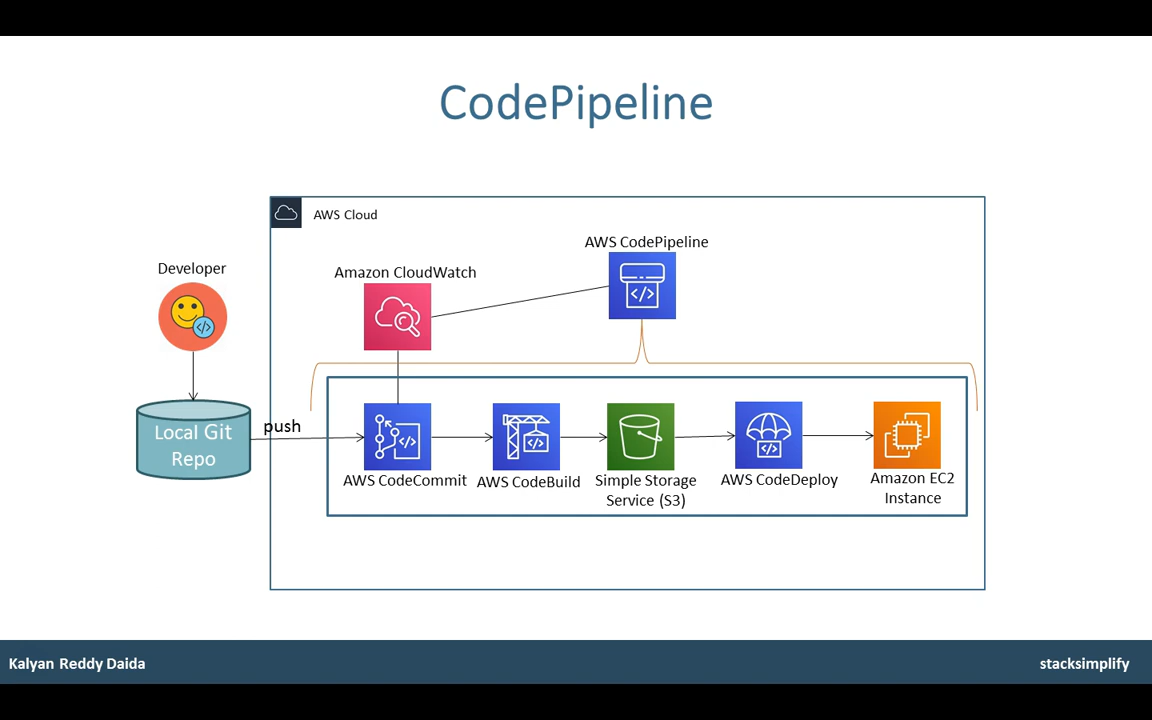 CodePipeline
AWS Cloud
AWS CodePipeline
Developer
Amazon CloudWatch
Local Git
Repo
push
AWS CodeCommit
AWS CodeBuild
Simple Storage
Service (S3)
AWS CodeDeploy
Amazon EC2
Instance
Kalyan Reddy Daida
stacksimplify